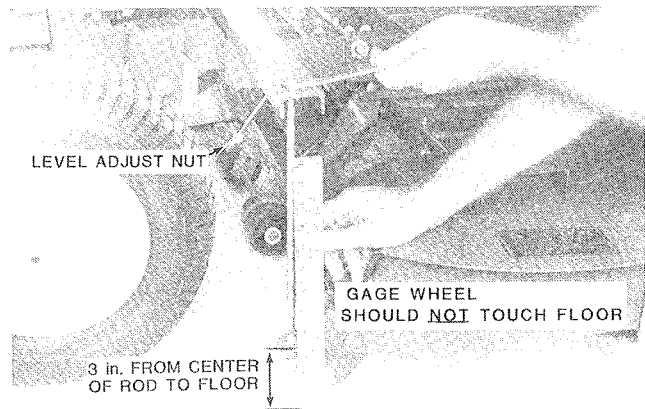 LEVEL ADJUST NUT
GAGE WHEEL
SHOULD NOT TOUCH FLOOR
3 in. FROM CENTER
OF ROD TO FLOOR